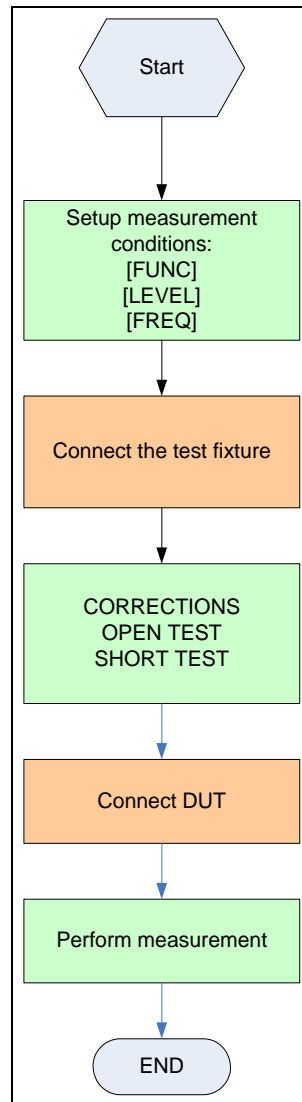 Start
Setup measurement
conditions:
[FUNC]
[LEVEL]
[FREQ]
Connect the test fixture
CORRECTIONS
OPEN TEST
SHORT TEST
Connect DUT
Perform measurement
END